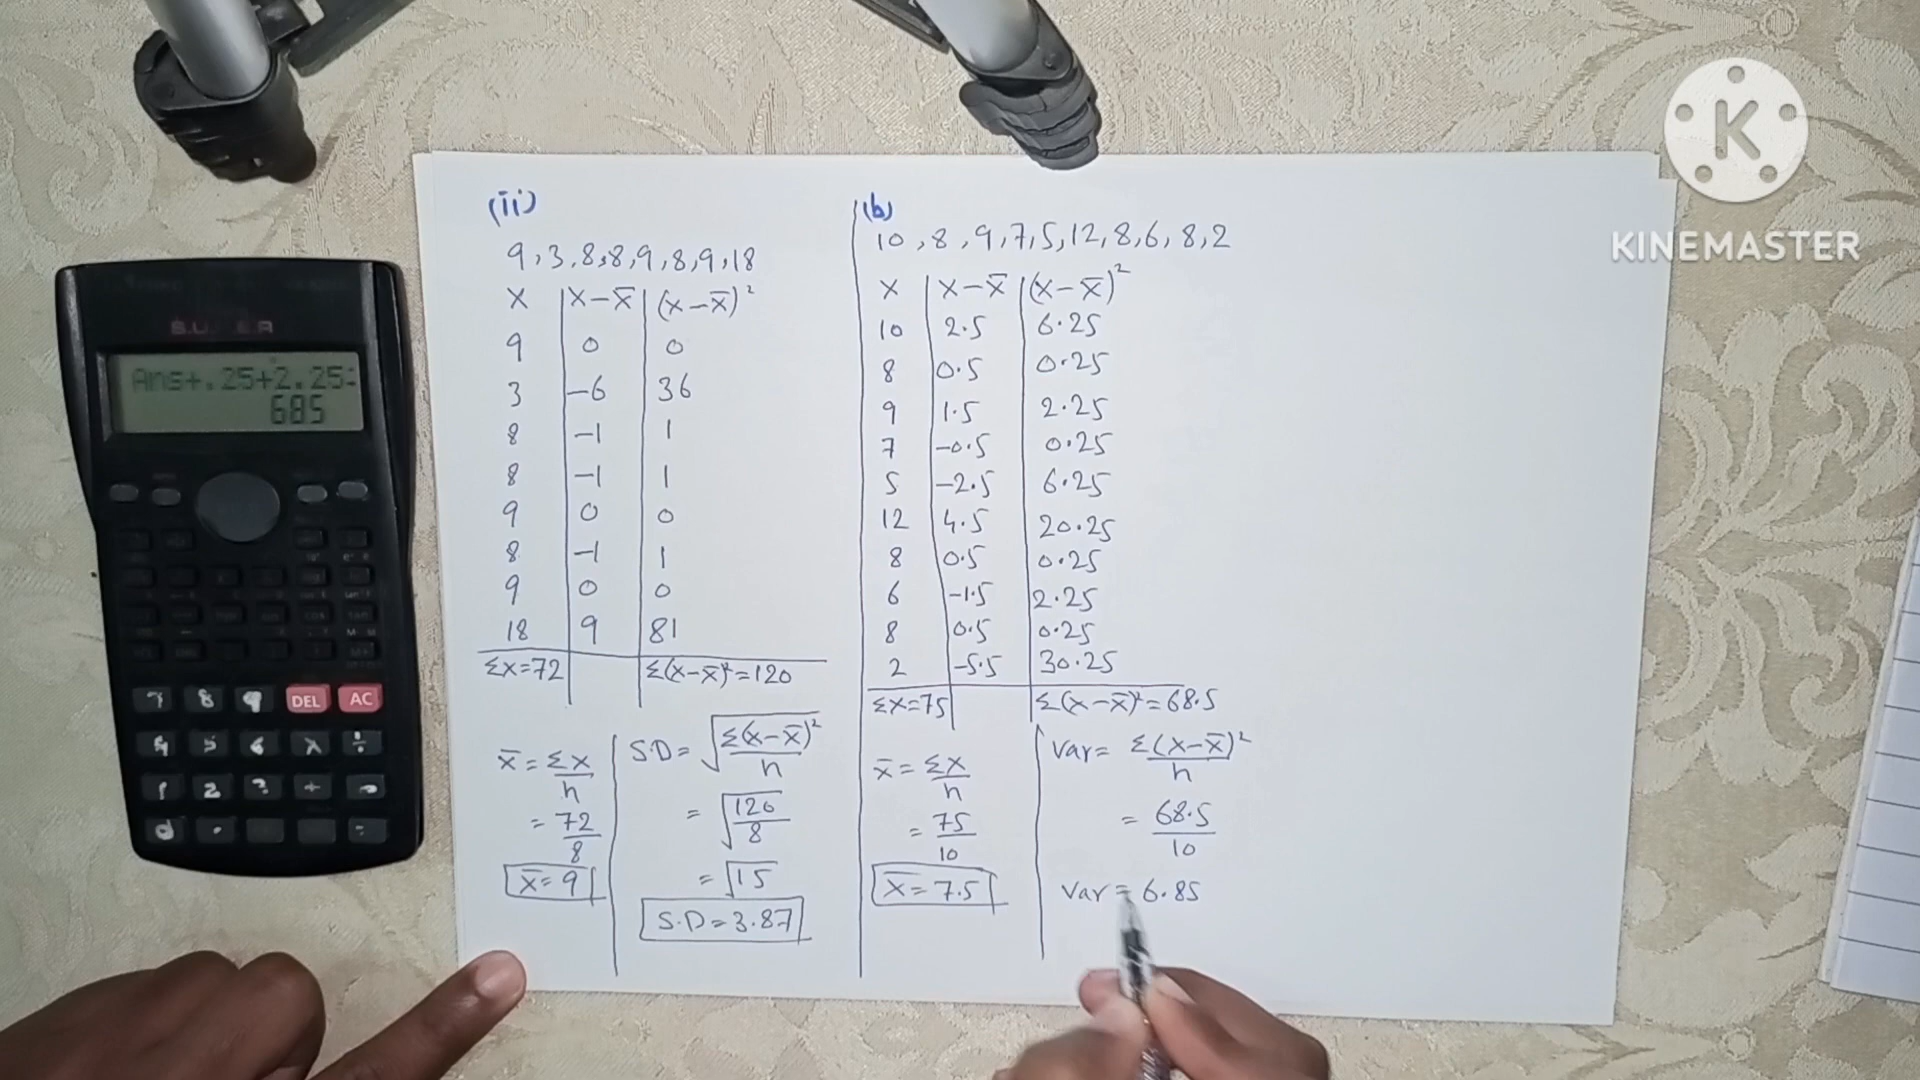 (ii)
9,3,8,8,9,8,9,18
x | x-x̄ | (x-x̄)²
9 | 0 | 0
3 | -6 | 36
8 | -1 | 1
8 | -1 | 1
9 | 0 | 0
8 | -1 | 1
9 | 0 | 0
18 | 9 | 81
Σx=72 | Σ(x-x̄)²=120
x̄ = Σx/n
= 72/8
x̄=9
S.D = √(Σ(x-x̄)²/n)
= √(120/8)
= √15
S.D=3.87
(b)
10,8,9,7,5,12,8,6,8,2
x | x-x̄ | (x-x̄)²
10 | 2.5 | 6.25
8 | 0.5 | 0.25
9 | 1.5 | 2.25
7 | -0.5 | 0.25
5 | -2.5 | 6.25
12 | 4.5 | 20.25
8 | 0.5 | 0.25
6 | -1.5 | 2.25
8 | 0.5 | 0.25
2 | -5.5 | 30.25
Σx=75 | Σ(x-x̄)²=68.5
x̄ = Σx/n
= 75/10
x̄=7.5
Var= Σ(x-x̄)²/n
= 68.5/10
Var= 6.85
K
KINEMASTER
Ans+.25+2.25
685
DEL AC